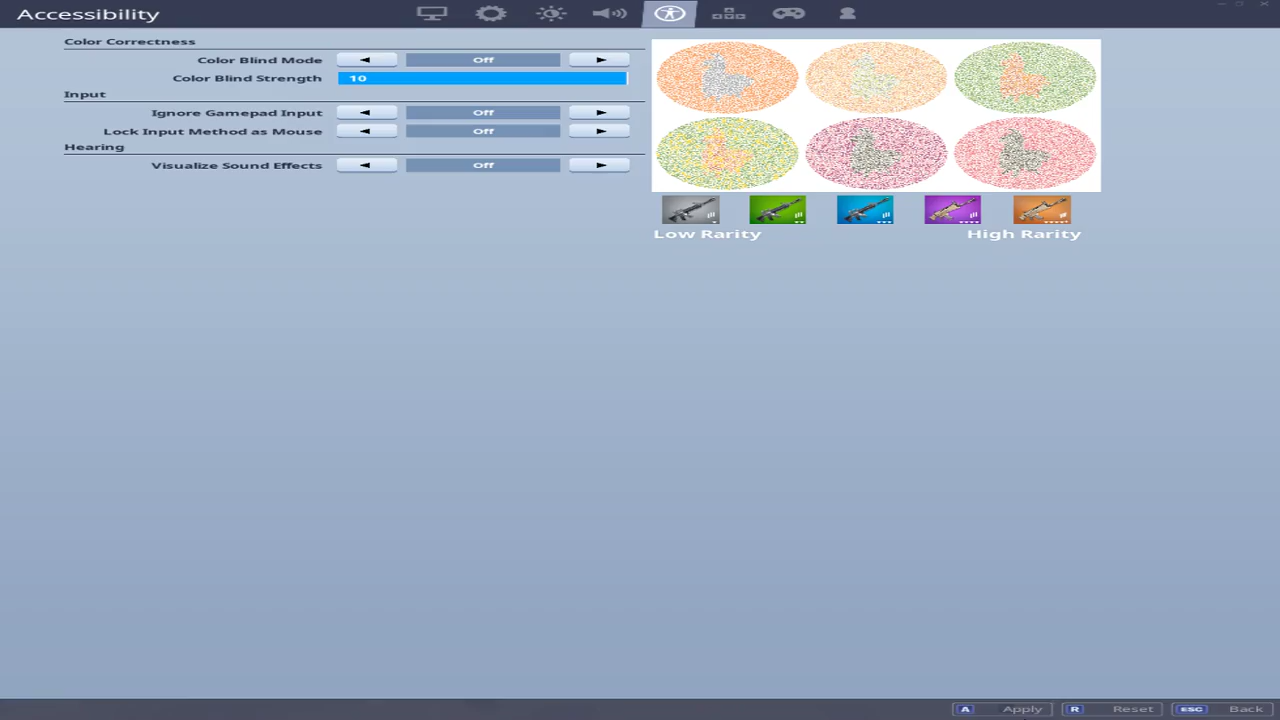 Accessibility
Color Correctness
Color Blind Mode Off
Color Blind Strength 10
Input
Ignore Gamepad Input Off
Lock Input Method as Mouse Off
Hearing
Visualize Sound Effects Off
Low Rarity High Rarity
A Apply R Reset ESC Back